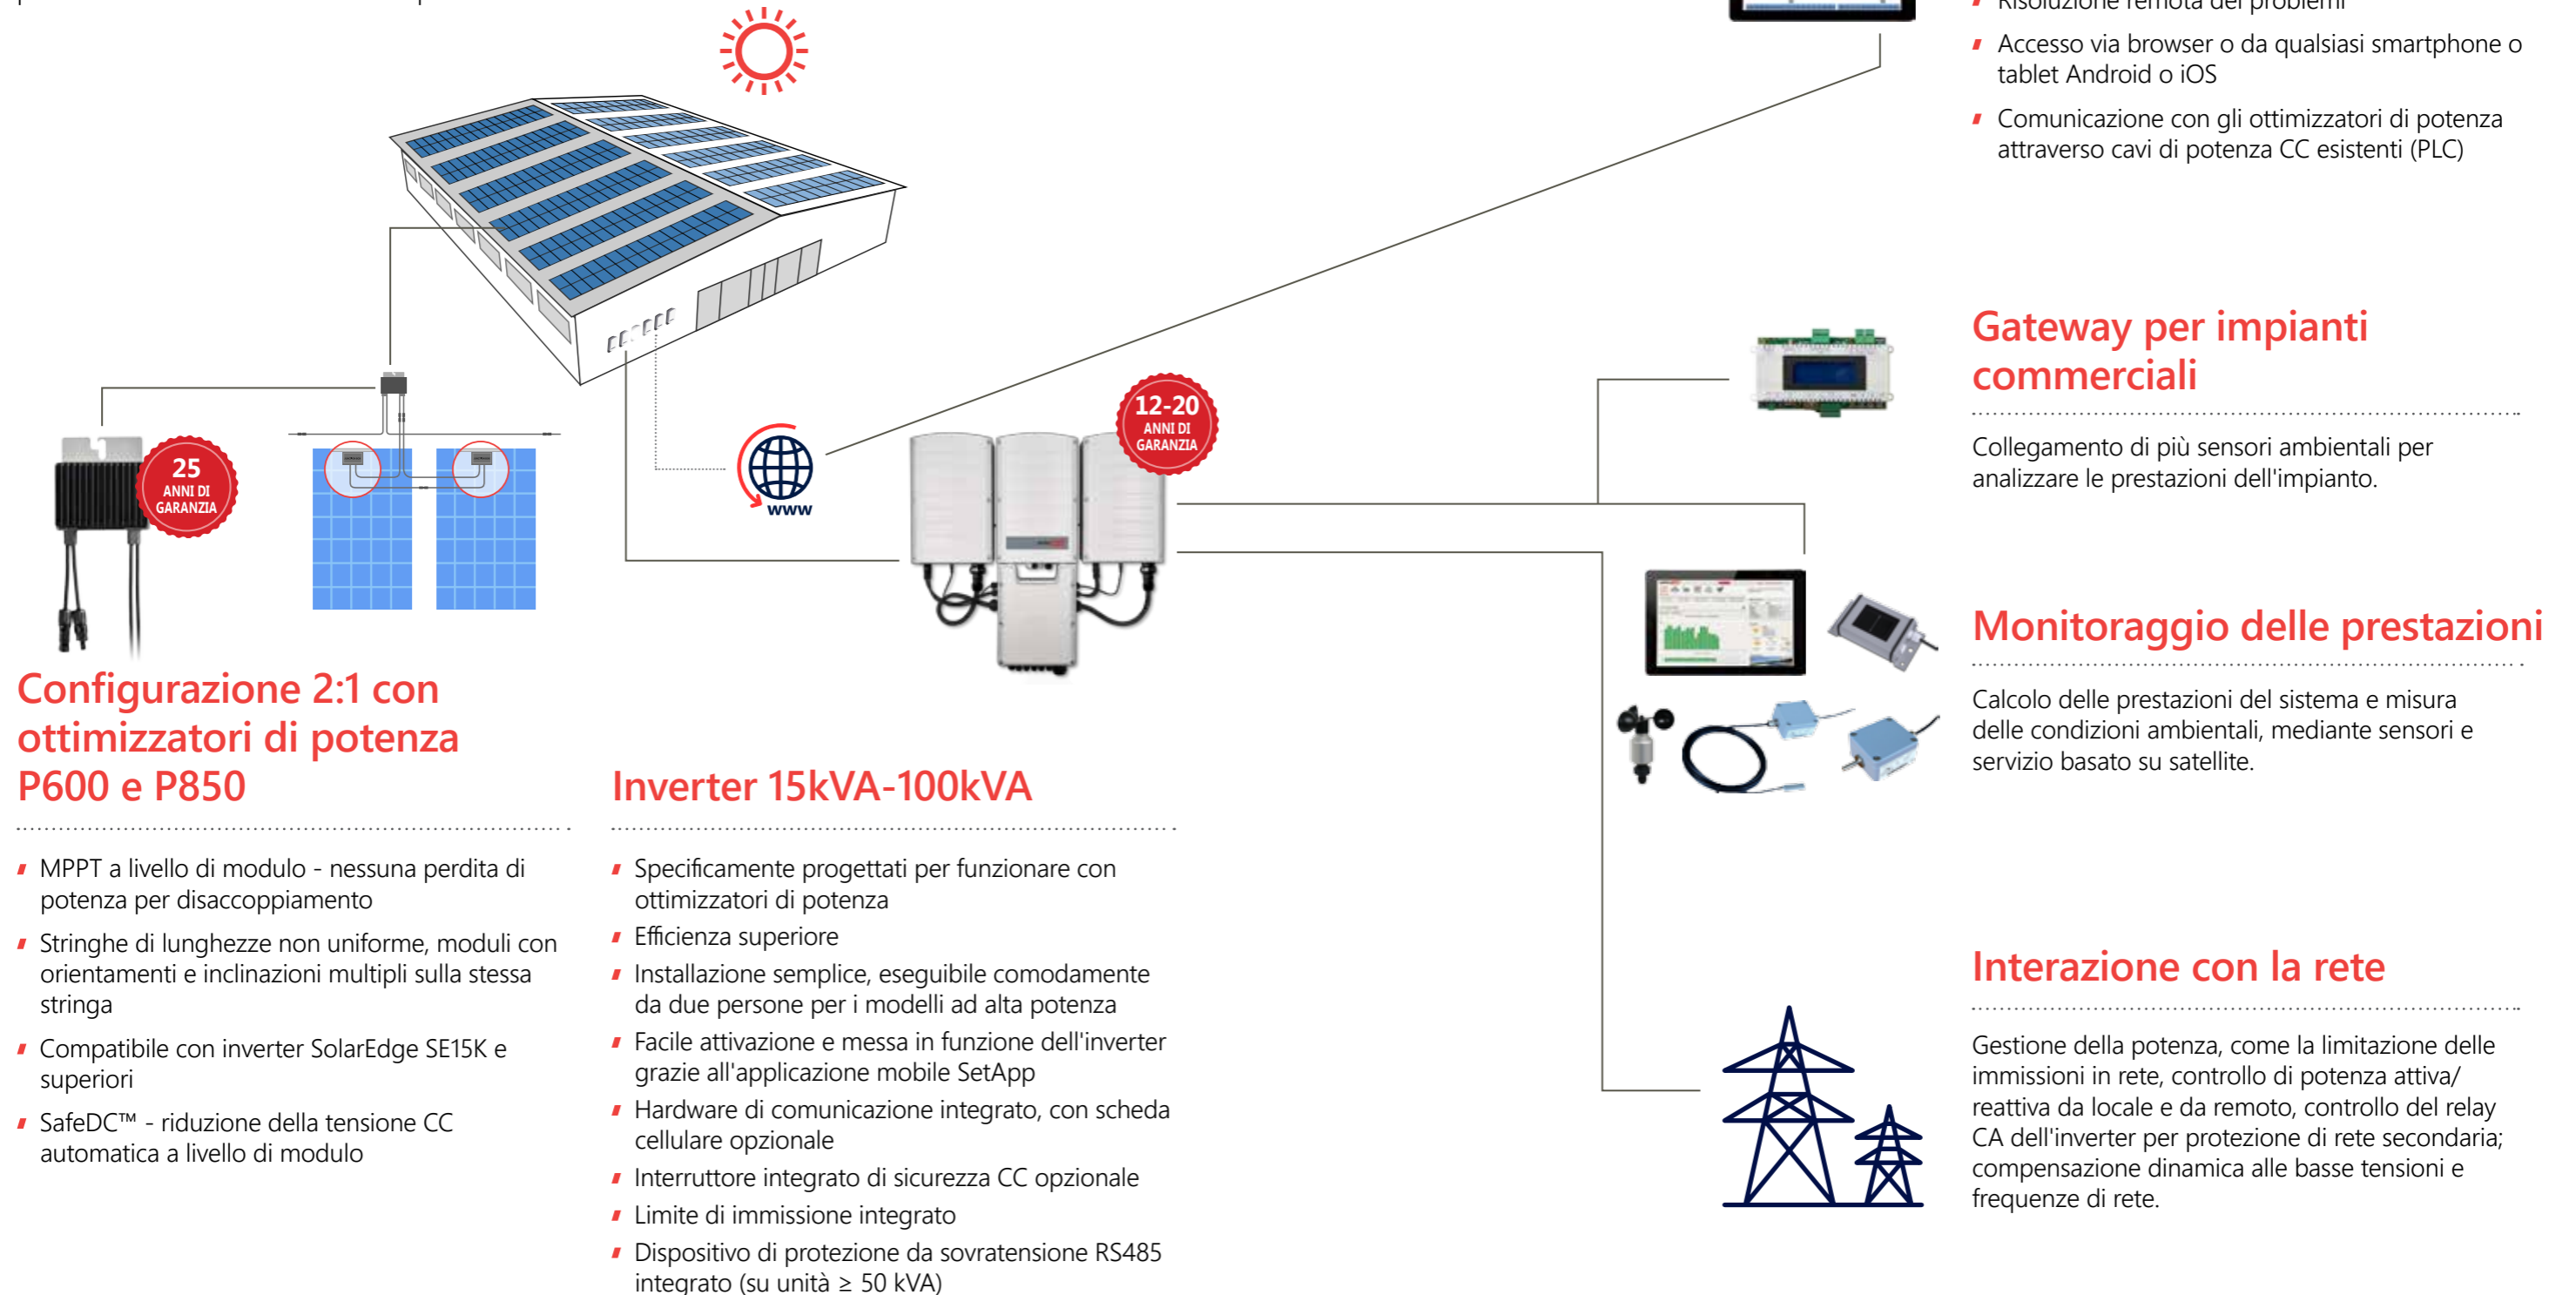 Risoluzione remota dei problemi
Accesso via browser o da qualsiasi smartphone o
tablet Android o iOS
Comunicazione con gli ottimizzatori di potenza
attraverso cavi di potenza CC esistenti (PLC)
Gateway per impianti
commerciali
Collegamento di più sensori ambientali per
analizzare le prestazioni dell'impianto.
12-20
ANNI DI
GARANZIA
25
ANNI DI
GARANZIA
www
Monitoraggio delle prestazioni
Calcolo delle prestazioni del sistema e misura
delle condizioni ambientali, mediante sensori e
servizio basato su satellite.
Configurazione 2:1 con
ottimizzatori di potenza
P600 e P850
MPPT a livello di modulo - nessuna perdita di
potenza per disaccoppiamento
Stringhe di lunghezze non uniforme, moduli con
orientamenti e inclinazioni multipli sulla stessa
stringa
Compatibile con inverter SolarEdge SE15K e
superiori
SafeDC™ - riduzione della tensione CC
automatica a livello di modulo
Inverter 15kVA-100kVA
Specificamente progettati per funzionare con
ottimizzatori di potenza
Efficienza superiore
Installazione semplice, eseguibile comodamente
da due persone per i modelli ad alta potenza
Facile attivazione e messa in funzione dell'inverter
grazie all'applicazione mobile SetApp
Hardware di comunicazione integrato, con scheda
cellulare opzionale
Interruttore integrato di sicurezza CC opzionale
Limite di immissione integrato
Dispositivo di protezione da sovratensione RS485
integrato (su unità ≥ 50 kVA)
Interazione con la rete
Gestione della potenza, come la limitazione delle
immissioni in rete, controllo di potenza attiva/
reattiva da locale e da remoto, controllo del relay
CA dell'inverter per protezione di rete secondaria;
compensazione dinamica alle basse tensioni e
frequenze di rete.